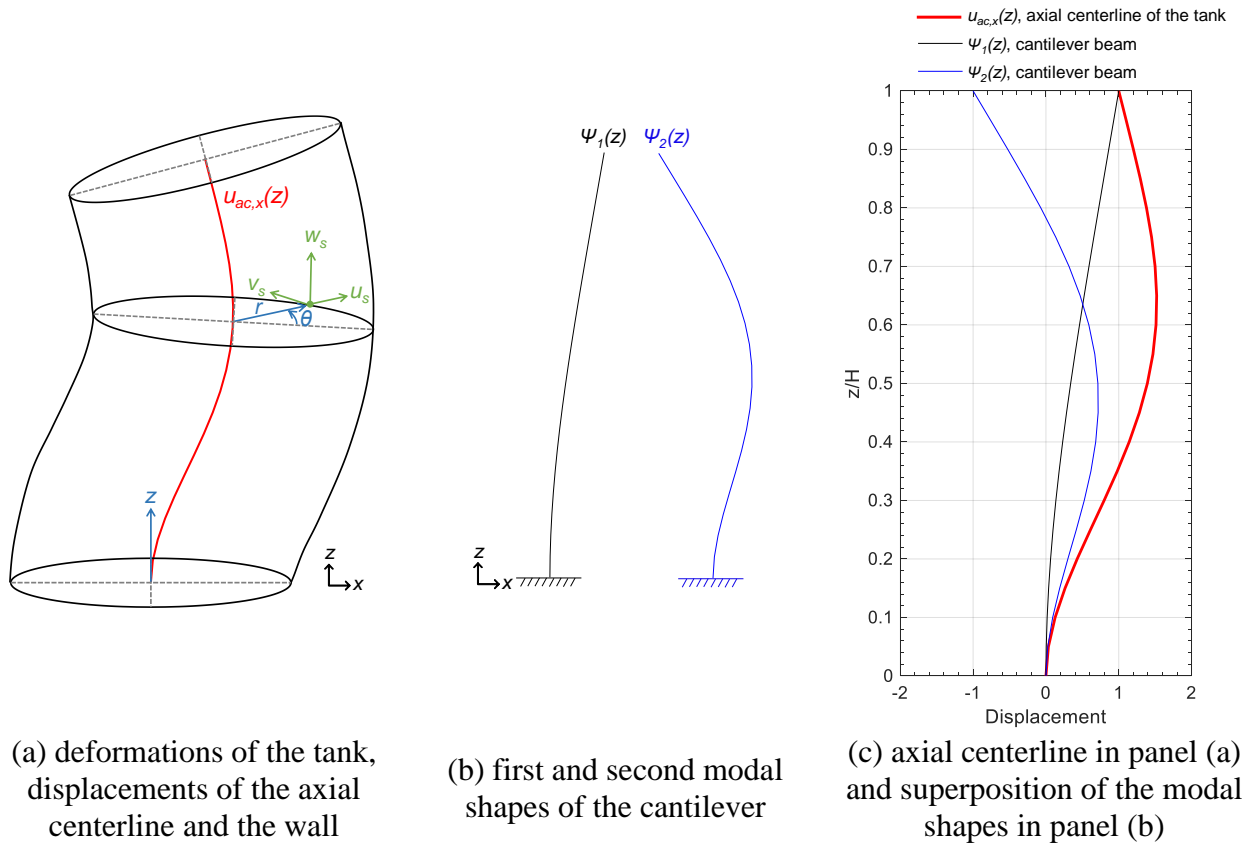 u_ac,x(z), axial centerline of the tank
Ψ_1(z), cantilever beam
Ψ_2(z), cantilever beam
u_ac,x(z)
w_s
v_s
u_s
r
θ
z
z
x
Ψ_1(z)
Ψ_2(z)
z
x
1
0.9
0.8
0.7
0.6
0.5
0.4
0.3
0.2
0.1
0
z/H
-2
-1
0
1
2
Displacement
(a) deformations of the tank,
displacements of the axial
centerline and the wall
(b) first and second modal
shapes of the cantilever
(c) axial centerline in panel (a)
and superposition of the modal
shapes in panel (b)